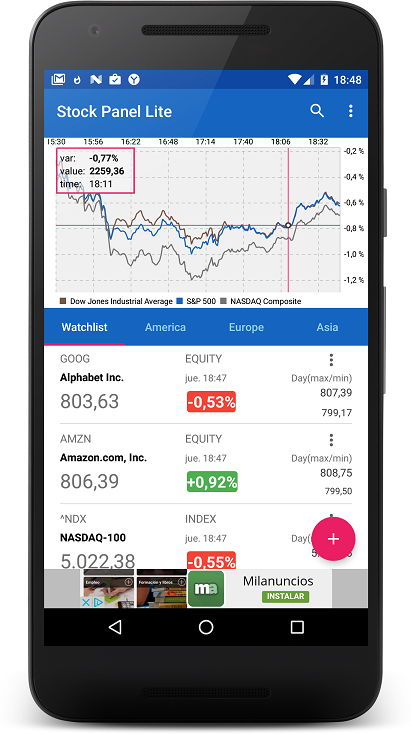 18:48
Stock Panel Lite
15:30 15:56 16:22 16:48 17:14 17:40 18:06 18:32
var: -0,77%
value: 2259,36
time: 18:11
-0,2 %
-0,4 %
-0,6 %
-0,8 %
-1,0 %
-1,2 %
Dow Jones Industrial Average S&P 500 NASDAQ Composite
Watchlist America Europe Asia
GOOG EQUITY
Alphabet Inc. jue. 18:47 Day(max/min)
803,63 -0,53% 807,39
799,17
AMZN EQUITY
Amazon.com, Inc. jue. 18:47 Day(max/min)
806,39 +0,92% 808,75
799,50
^NDX INDEX
NASDAQ-100 jue. 18:47
5.022,38 -0,55%
Empleo Formación y libros ma Milanuncios
INSTALAR